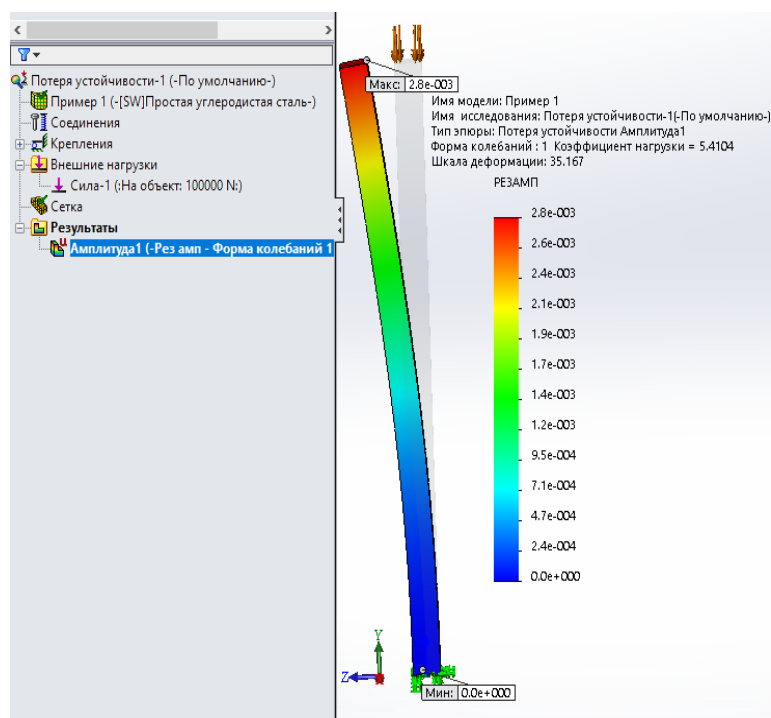 Потеря устойчивости-1 (-По умолчанию-)
Пример 1 (-[SW]Простая углеродистая сталь-)
Соединения
Крепления
Внешние нагрузки
Сила-1 (:На объект: 100000 N:)
Сетка
Результаты
Амплитуда1 (-Рез амп - Форма колебаний 1
Макс: 2.8e-003
Имя модели: Пример 1
Имя исследования: Потеря устойчивости-1(-По умолчанию-)
Тип эпюры: Потеря устойчивости Амплитуда1
Форма колебаний : 1 Коэффициент нагрузки = 5.4104
Шкала деформации: 35.167
РЕЗАМП
2.8e-003
2.6e-003
2.4e-003
2.1e-003
1.9e-003
1.7e-003
1.4e-003
1.2e-003
9.5e-004
7.1e-004
4.7e-004
2.4e-004
0.0e+000
Y
Z
Мин: 0.0e+000